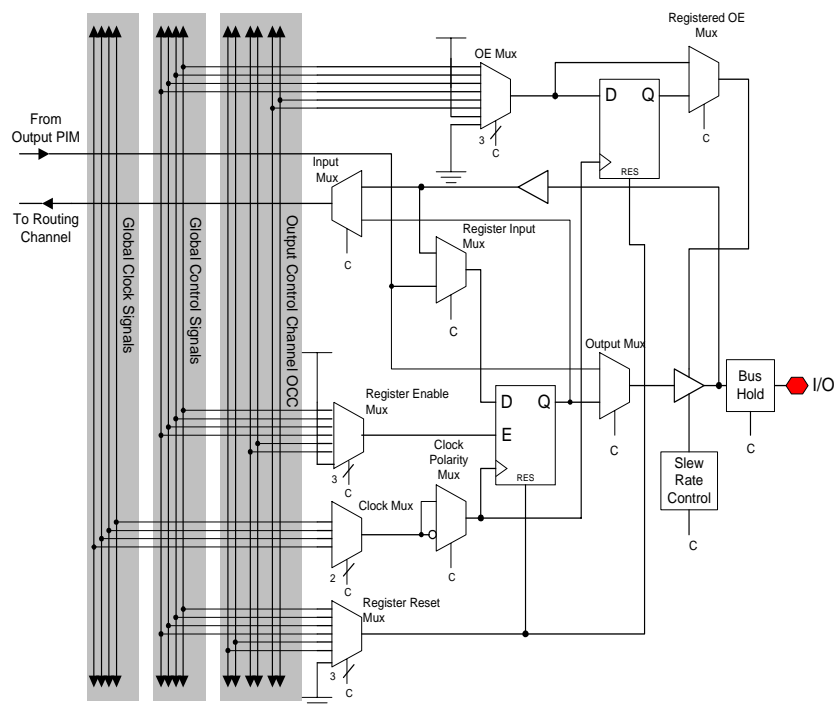 Registered OE
Mux
OE Mux
D Q
RES
3
C
C
From
Output PIM
Input
Mux
To Routing
Channel
C
Register Input
Mux
C
Global Clock Signals
Global Control Signals
Output Control Channel OCC
Output Mux
C
Bus
Hold
I/O
C
Register Enable
Mux
3
C
D Q
E
RES
Clock
Polarity
Mux
C
Slew
Rate
Control
C
Clock Mux
2
C
Register Reset
Mux
3
C